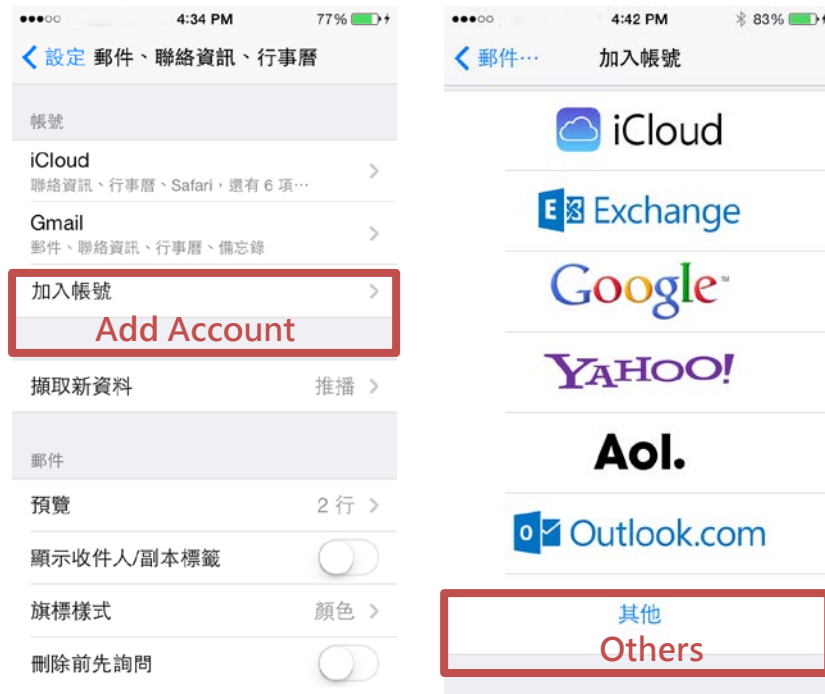 4:34 PM
77%
設定 郵件、聯絡資訊、行事曆
帳號
iCloud
聯絡資訊、行事曆、Safari，還有 6 項…
Gmail
郵件、聯絡資訊、行事曆、備忘錄
加入帳號
Add Account
擷取新資料 推播
郵件
預覽 2 行
顯示收件人/副本標籤
旗標樣式 顏色
刪除前先詢問
4:42 PM
83%
郵件… 加入帳號
iCloud
E Exchange
Google™
YAHOO!
Aol.
o Outlook.com
其他
Others